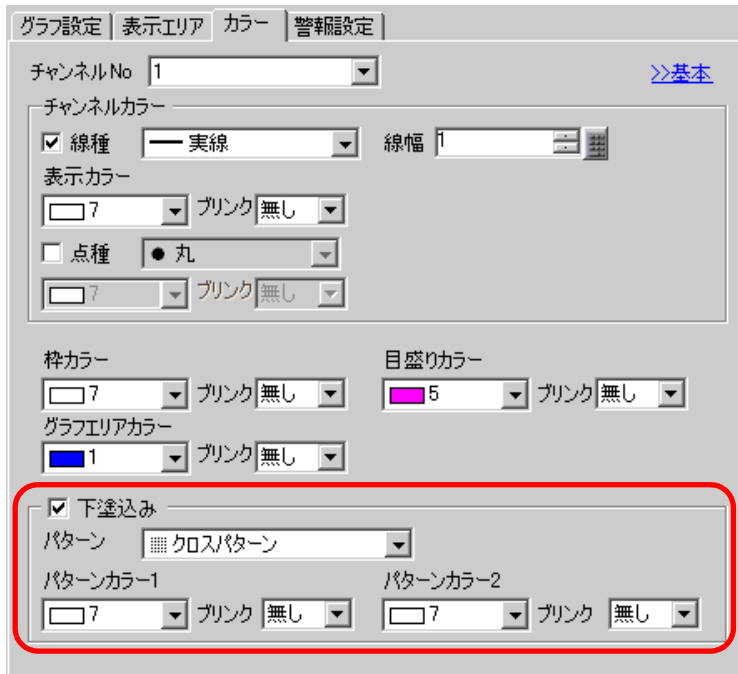 グラフ設定 表示エリア カラー 警報設定
チャンネルNo 1 >>基本
チャンネルカラー
線種 実線 線幅 1
表示カラー
7 ブリンク 無し
点種 丸
7 ブリンク 無し
枠カラー 目盛りカラー
7 ブリンク 無し 5 ブリンク 無し
グラフエリアカラー
1 ブリンク 無し
下塗込み
パターン クロスパターン
パターンカラー1 パターンカラー2
7 ブリンク 無し 7 ブリンク 無し